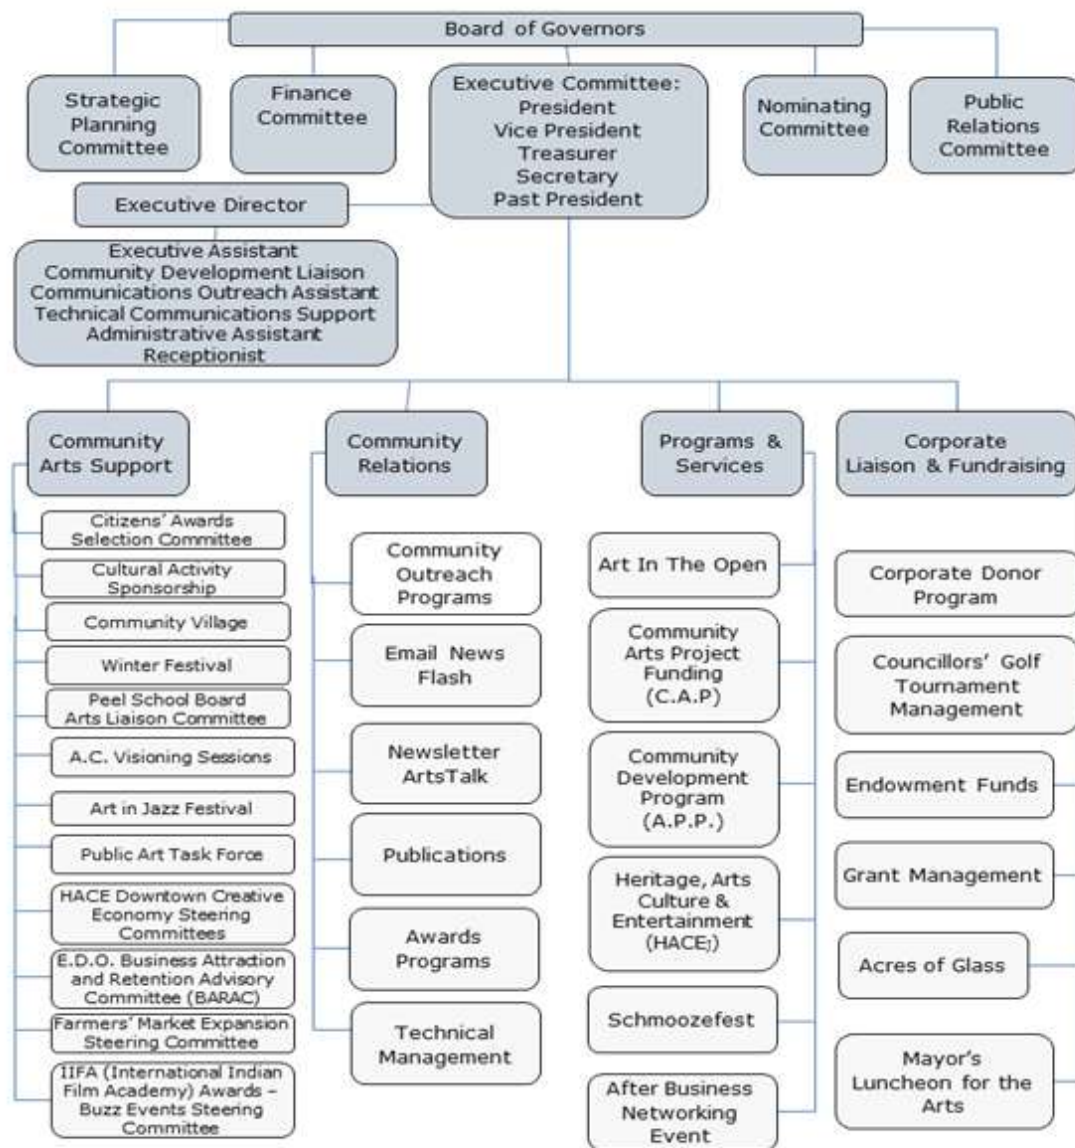 Board of Governors
Strategic
Planning
Committee
Finance
Committee
Executive Committee:
President
Vice President
Treasurer
Secretary
Past President
Nominating
Committee
Public
Relations
Committee
Executive Director
Executive Assistant
Community Development Liaison
Communications Outreach Assistant
Technical Communications Support
Administrative Assistant
Receptionist
Community
Arts Support
Community
Relations
Programs &
Services
Corporate
Liaison & Fundraising
Citizens’ Awards
Selection Committee
Cultural Activity
Sponsorship
Community Village
Winter Festival
Peel School Board
Arts Liaison Committee
A.C. Visioning Sessions
Art in Jazz Festival
Public Art Task Force
HACE Downtown Creative
Economy Steering
Committees
E.D.O. Business Attraction
and Retention Advisory
Committee (BARAC)
Farmers’ Market Expansion
Steering Committee
IIFA (International Indian
Film Academy) Awards –
Buzz Events Steering
Committee
Community
Outreach
Programs
Email News
Flash
Newsletter
ArtsTalk
Publications
Awards
Programs
Technical
Management
Art In The Open
Community
Arts Project
Funding
(C.A.P)
Community
Development
Program
(A.P.P.)
Heritage, Arts
Culture &
Entertainment
(HACE)
Schmoozefest
After Business
Networking
Event
Corporate Donor
Program
Councillors’ Golf
Tournament
Management
Endowment Funds
Grant Management
Acres of Glass
Mayor’s
Luncheon for the
Arts